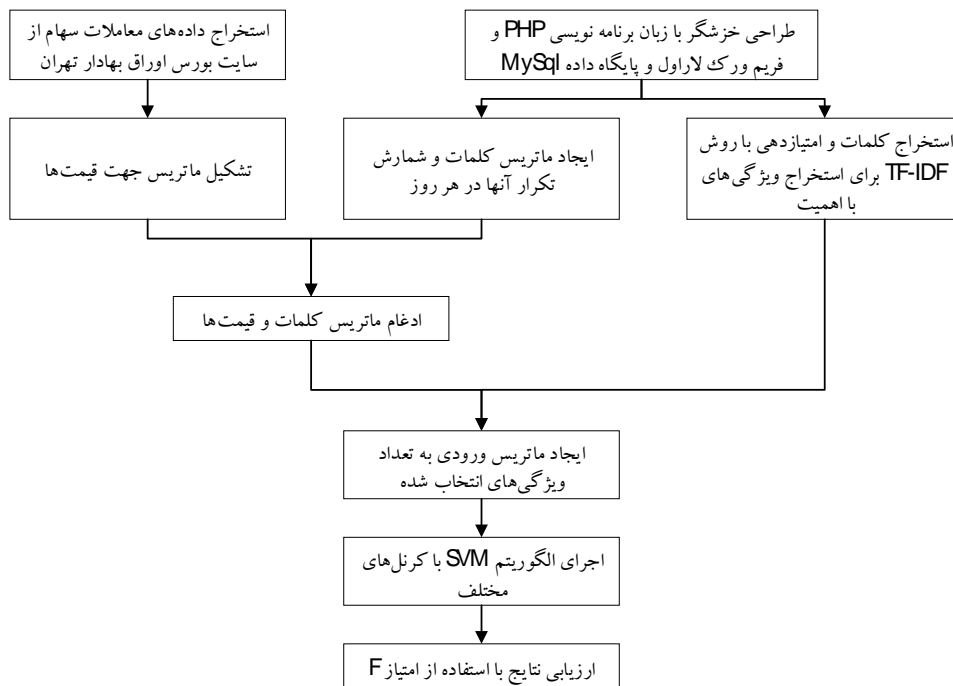 طراحی خزشگر با زبان برنامه نویسی PHP و
فریم ورك لاراول و پایگاه داده MySql
استخراج داده‌های معاملات سهام از
سایت بورس اوراق بهادار تهران
استخراج کلمات و امتیازدهی با روش
TF-IDF برای استخراج ویژگی‌های
با اهمیت
ایجاد ماتریس کلمات و شمارش
تکرار آنها در هر روز
تشکیل ماتریس جهت قیمت‌ها
ادغام ماتریس کلمات و قیمت‌ها
ایجاد ماتریس ورودی به تعداد
ویژگی‌های انتخاب شده
اجرای الگوریتم SVM با کرنل‌های
مختلف
ارزیابی نتایج با استفاده از امتیاز F